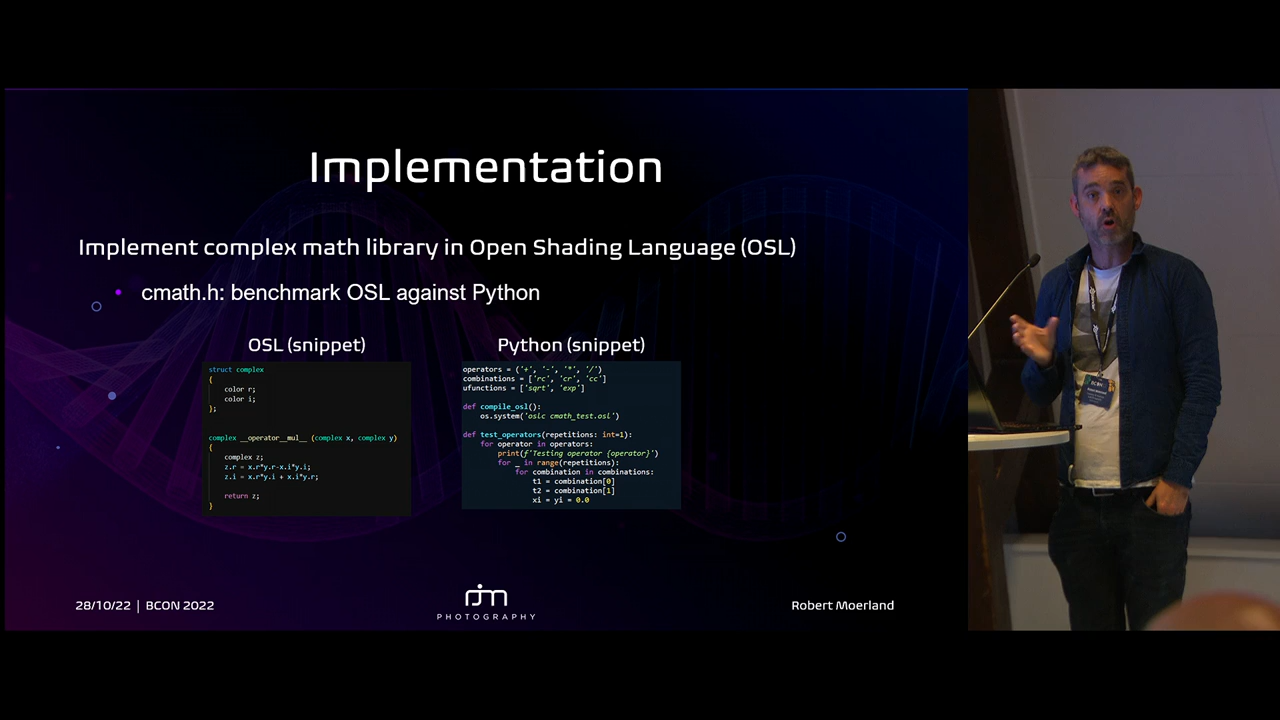 Implementation
Implement complex math library in Open Shading Language (OSL)
cmath.h: benchmark OSL against Python
OSL (snippet)
struct complex
{
color r;
color i;
};
complex __operator__mul__ (complex x, complex y)
{
complex z;
z.r = x.r*y.r-x.i*y.i;
z.i = x.r*y.i + x.i*y.r;
return z;
}
Python (snippet)
operators = ('+', '-', '*', '/')
combinations = ['rc', 'cr', 'cc']
ufunctions = ['sqrt', 'exp']
def compile_osl():
os.system('oslc cmath_test.osl')
def test_operators(repetitions: int=1):
for operator in operators:
print(f'Testing operator {operator}')
for _ in range(repetitions):
for combination in combinations:
t1 = combination[0]
t2 = combination[1]
xi = yi = 0.0
28/10/22 | BCON 2022
rjm
PHOTOGRAPHY
Robert Moerland
BCON